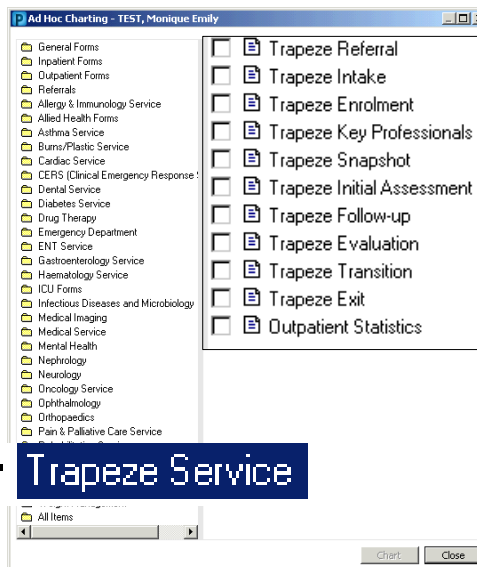 Ad Hoc Charting - TEST, Monique Emily
General Forms
Inpatient Forms
Outpatient Forms
Referrals
Allergy & Immunology Service
Allied Health Forms
Asthma Service
Burns/Plastic Service
Cardiac Service
CERS (Clinical Emergency Response
Dental Service
Diabetes Service
Drug Therapy
Emergency Department
ENT Service
Gastroenterology Service
Haematology Service
ICU Forms
Infectious Diseases and Microbiology
Medical Imaging
Medical Service
Mental Health
Nephrology
Neurology
Oncology Service
Ophthalmology
Orthopaedics
Pain & Palliative Care Service
Trapeze Service
All Items
Trapeze Referral
Trapeze Intake
Trapeze Enrolment
Trapeze Key Professionals
Trapeze Snapshot
Trapeze Initial Assessment
Trapeze Follow-up
Trapeze Evaluation
Trapeze Transition
Trapeze Exit
Outpatient Statistics
Chart
Close